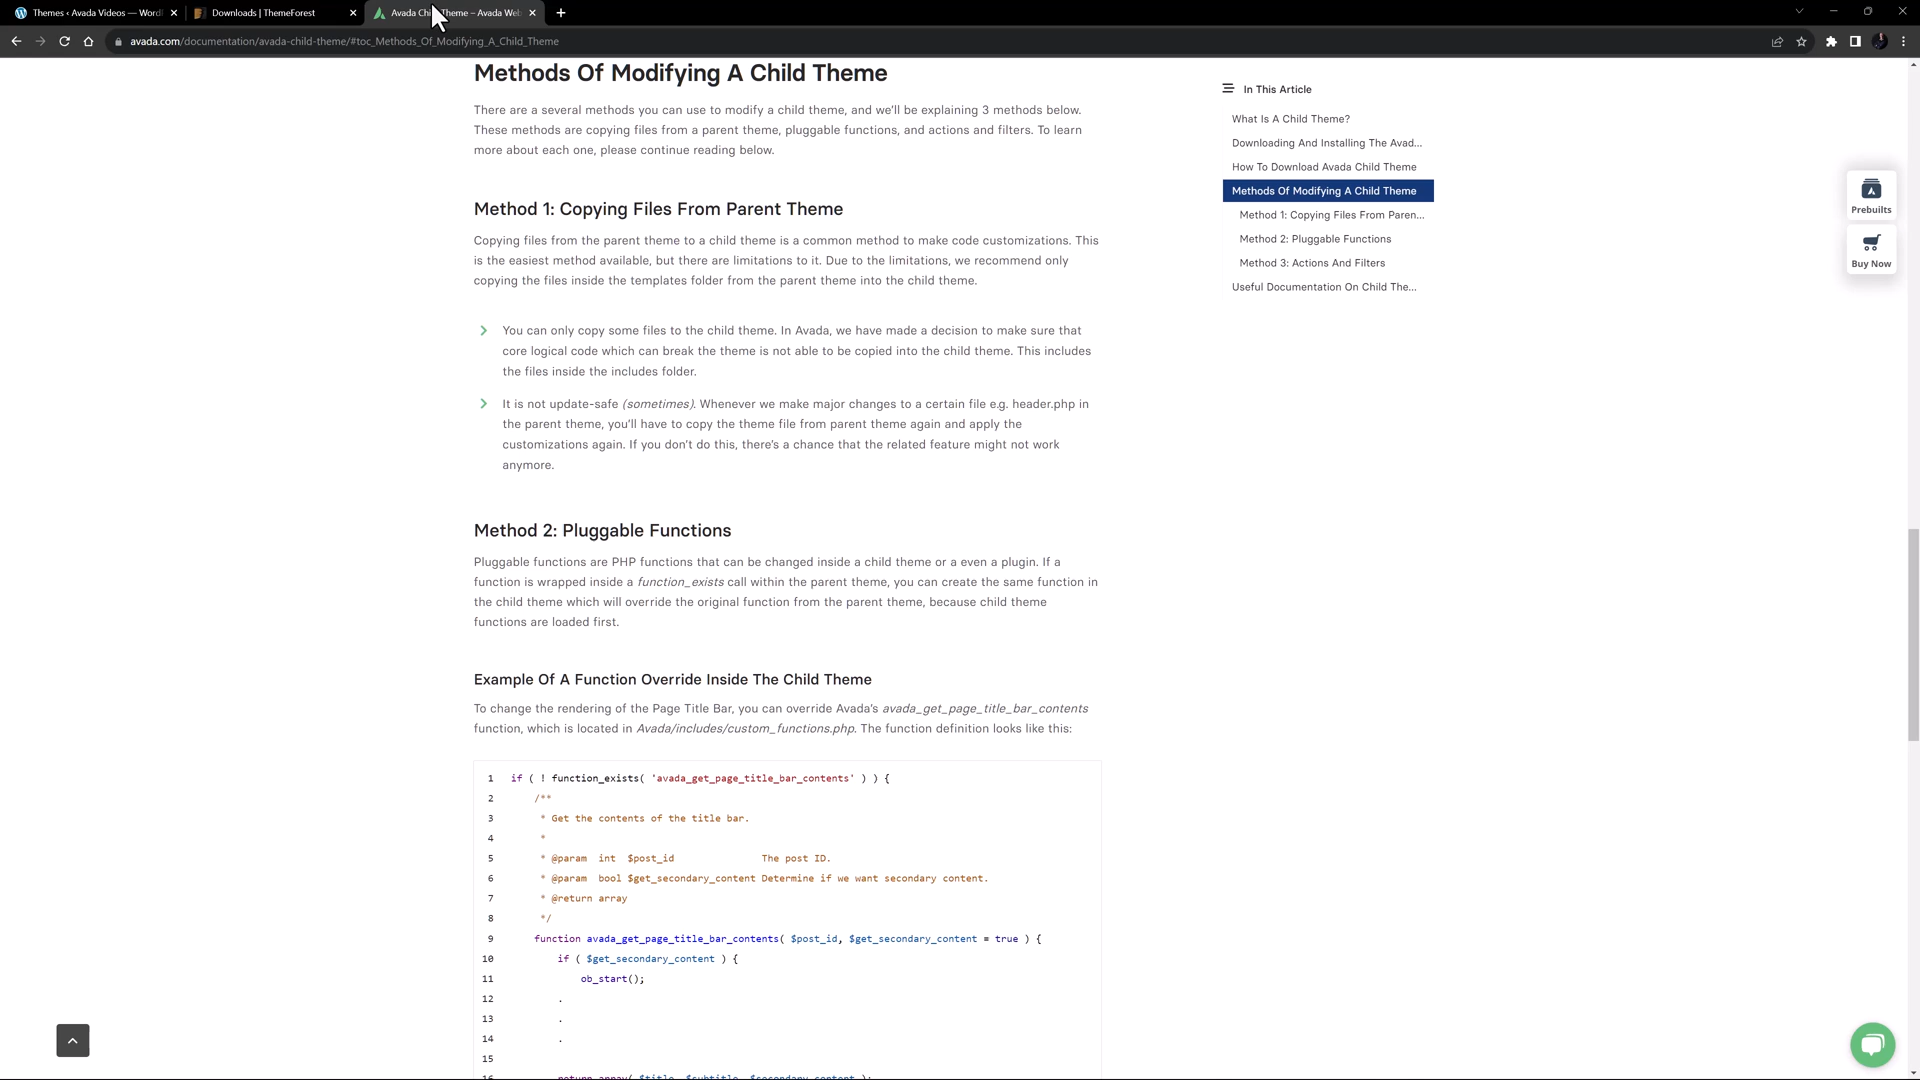 Themes ‹ Avada Videos — Word
Downloads | ThemeForest
Avada Chi Theme – Avada Web
avada.com/documentation/avada-child-theme/#toc_Methods_Of_Modifying_A_Child_Theme
Methods Of Modifying A Child Theme
There are a several methods you can use to modify a child theme, and we'll be explaining 3 methods below.
These methods are copying files from a parent theme, pluggable functions, and actions and filters. To learn
more about each one, please continue reading below.
Method 1: Copying Files From Parent Theme
Copying files from the parent theme to a child theme is a common method to make code customizations. This
is the easiest method available, but there are limitations to it. Due to the limitations, we recommend only
copying the files inside the templates folder from the parent theme into the child theme.
You can only copy some files to the child theme. In Avada, we have made a decision to make sure that
core logical code which can break the theme is not able to be copied into the child theme. This includes
the files inside the includes folder.
It is not update-safe (sometimes). Whenever we make major changes to a certain file e.g. header.php in
the parent theme, you'll have to copy the theme file from parent theme again and apply the
customizations again. If you don't do this, there's a chance that the related feature might not work
anymore.
Method 2: Pluggable Functions
Pluggable functions are PHP functions that can be changed inside a child theme or a even a plugin. If a
function is wrapped inside a function_exists call within the parent theme, you can create the same function in
the child theme which will override the original function from the parent theme, because child theme
functions are loaded first.
Example Of A Function Override Inside The Child Theme
To change the rendering of the Page Title Bar, you can override Avada's avada_get_page_title_bar_contents
function, which is located in Avada/includes/custom_functions.php. The function definition looks like this:
1 if ( ! function_exists( 'avada_get_page_title_bar_contents' ) ) {
2 /**
3 * Get the contents of the title bar.
4 *
5 * @param int $post_id The post ID.
6 * @param bool $get_secondary_content Determine if we want secondary content.
7 * @return array
8 */
9 function avada_get_page_title_bar_contents( $post_id, $get_secondary_content = true ) {
10 if ( $get_secondary_content ) {
11 ob_start();
12 .
13 .
14 .
15
16 return array( $title, $subtitle, $secondary_content );
In This Article
What Is A Child Theme?
Downloading And Installing The Avad...
How To Download Avada Child Theme
Methods Of Modifying A Child Theme
Method 1: Copying Files From Paren...
Method 2: Pluggable Functions
Method 3: Actions And Filters
Useful Documentation On Child The...
Prebuilts
Buy Now